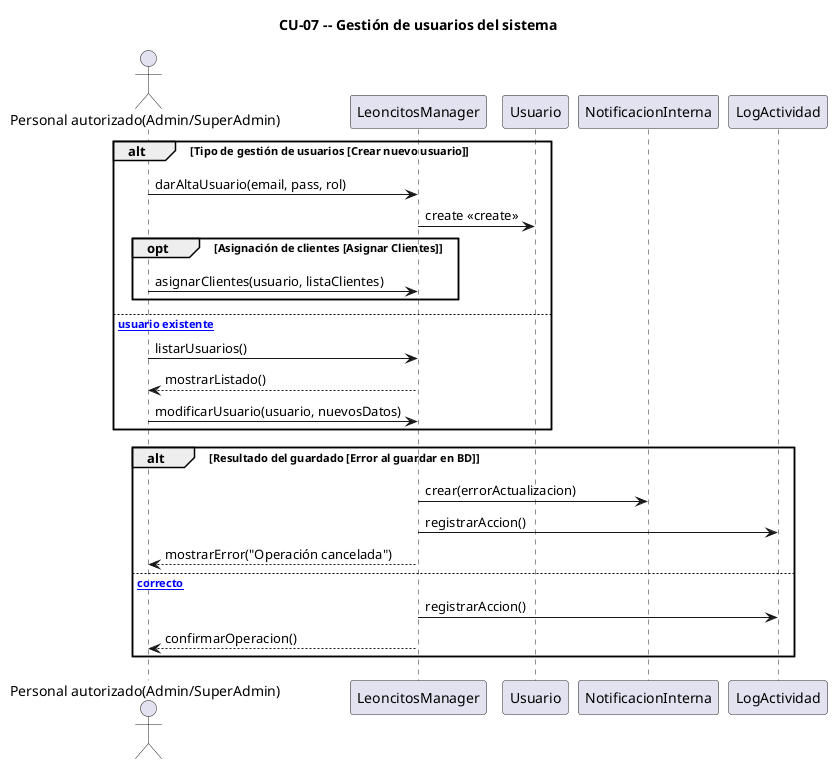 CU-07 -- Gestión de usuarios del sistema
Personal autorizado(Admin/SuperAdmin)
LeoncitosManager
Usuario
NotificacionInterna
LogActividad
alt
[Tipo de gestión de usuarios [Crear nuevo usuario]]
darAltaUsuario(email, pass, rol)
create «create»
opt
[Asignación de clientes [Asignar Clientes]]
asignarClientes(usuario, listaClientes)
usuario existente
listarUsuarios()
mostrarListado()
modificarUsuario(usuario, nuevosDatos)
alt
[Resultado del guardado [Error al guardar en BD]]
crear(errorActualizacion)
registrarAccion()
mostrarError("Operación cancelada")
correcto
registrarAccion()
confirmarOperacion()
Personal autorizado(Admin/SuperAdmin)
LeoncitosManager
Usuario
NotificacionInterna
LogActividad